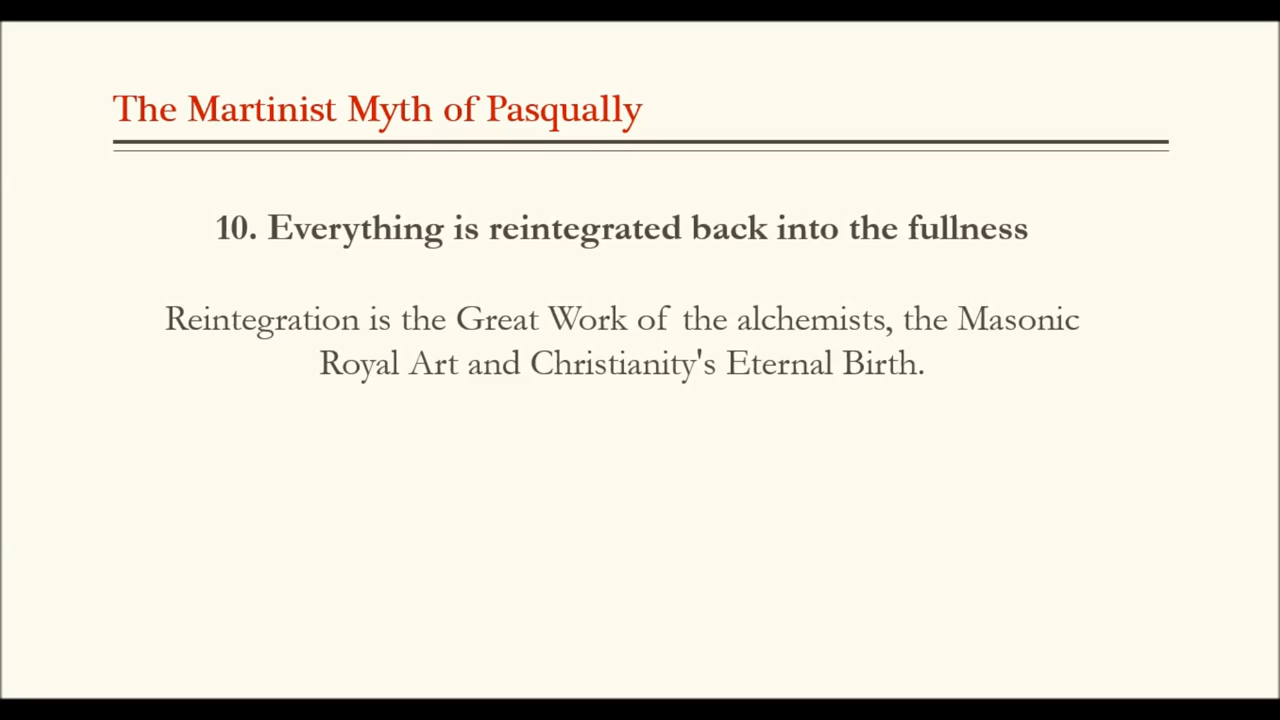 The Martinist Myth of Pasqually
10. Everything is reintegrated back into the fullness
Reintegration is the Great Work of the alchemists, the Masonic
Royal Art and Christianity's Eternal Birth.